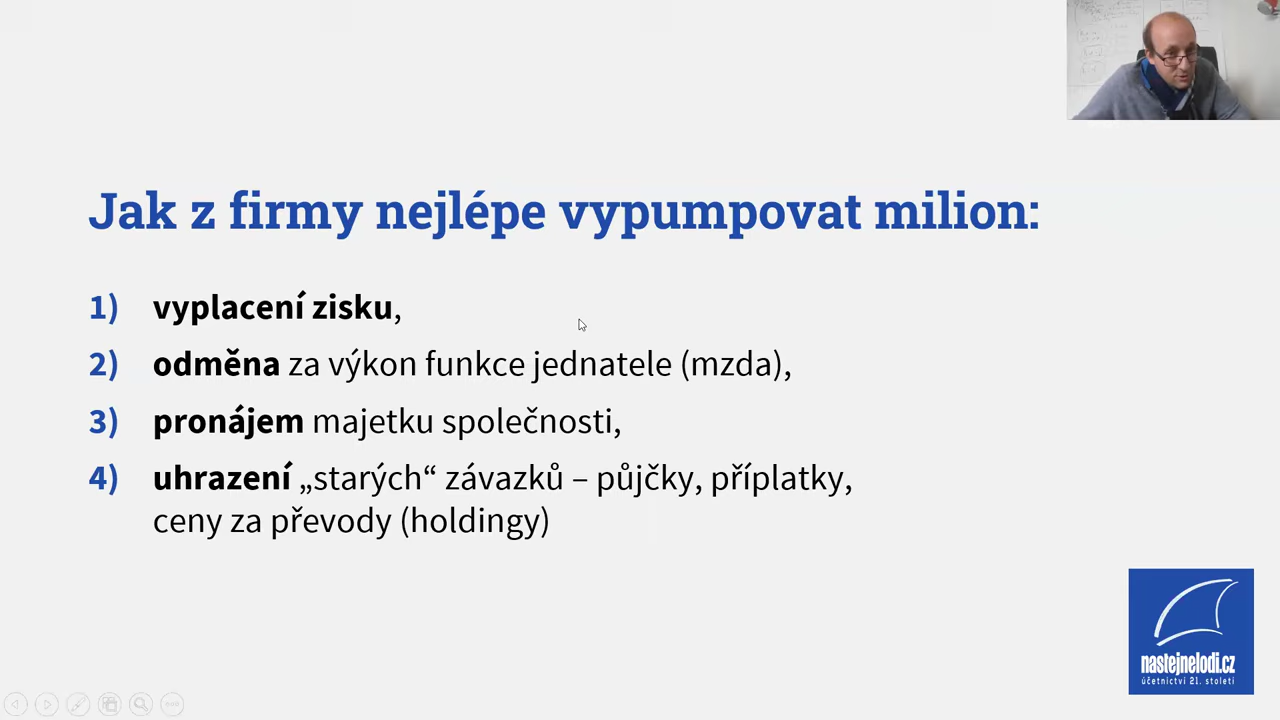 Jak z firmy nejlépe vypumpovat milion:
1) vyplacení zisku,
2) odměna za výkon funkce jednatele (mzda),
3) pronájem majetku společnosti,
4) uhrazení „starých“ závazků – půjčky, příplatky,
ceny za převody (holdingy)
nastejnelodi.cz
účetnictví 21. století